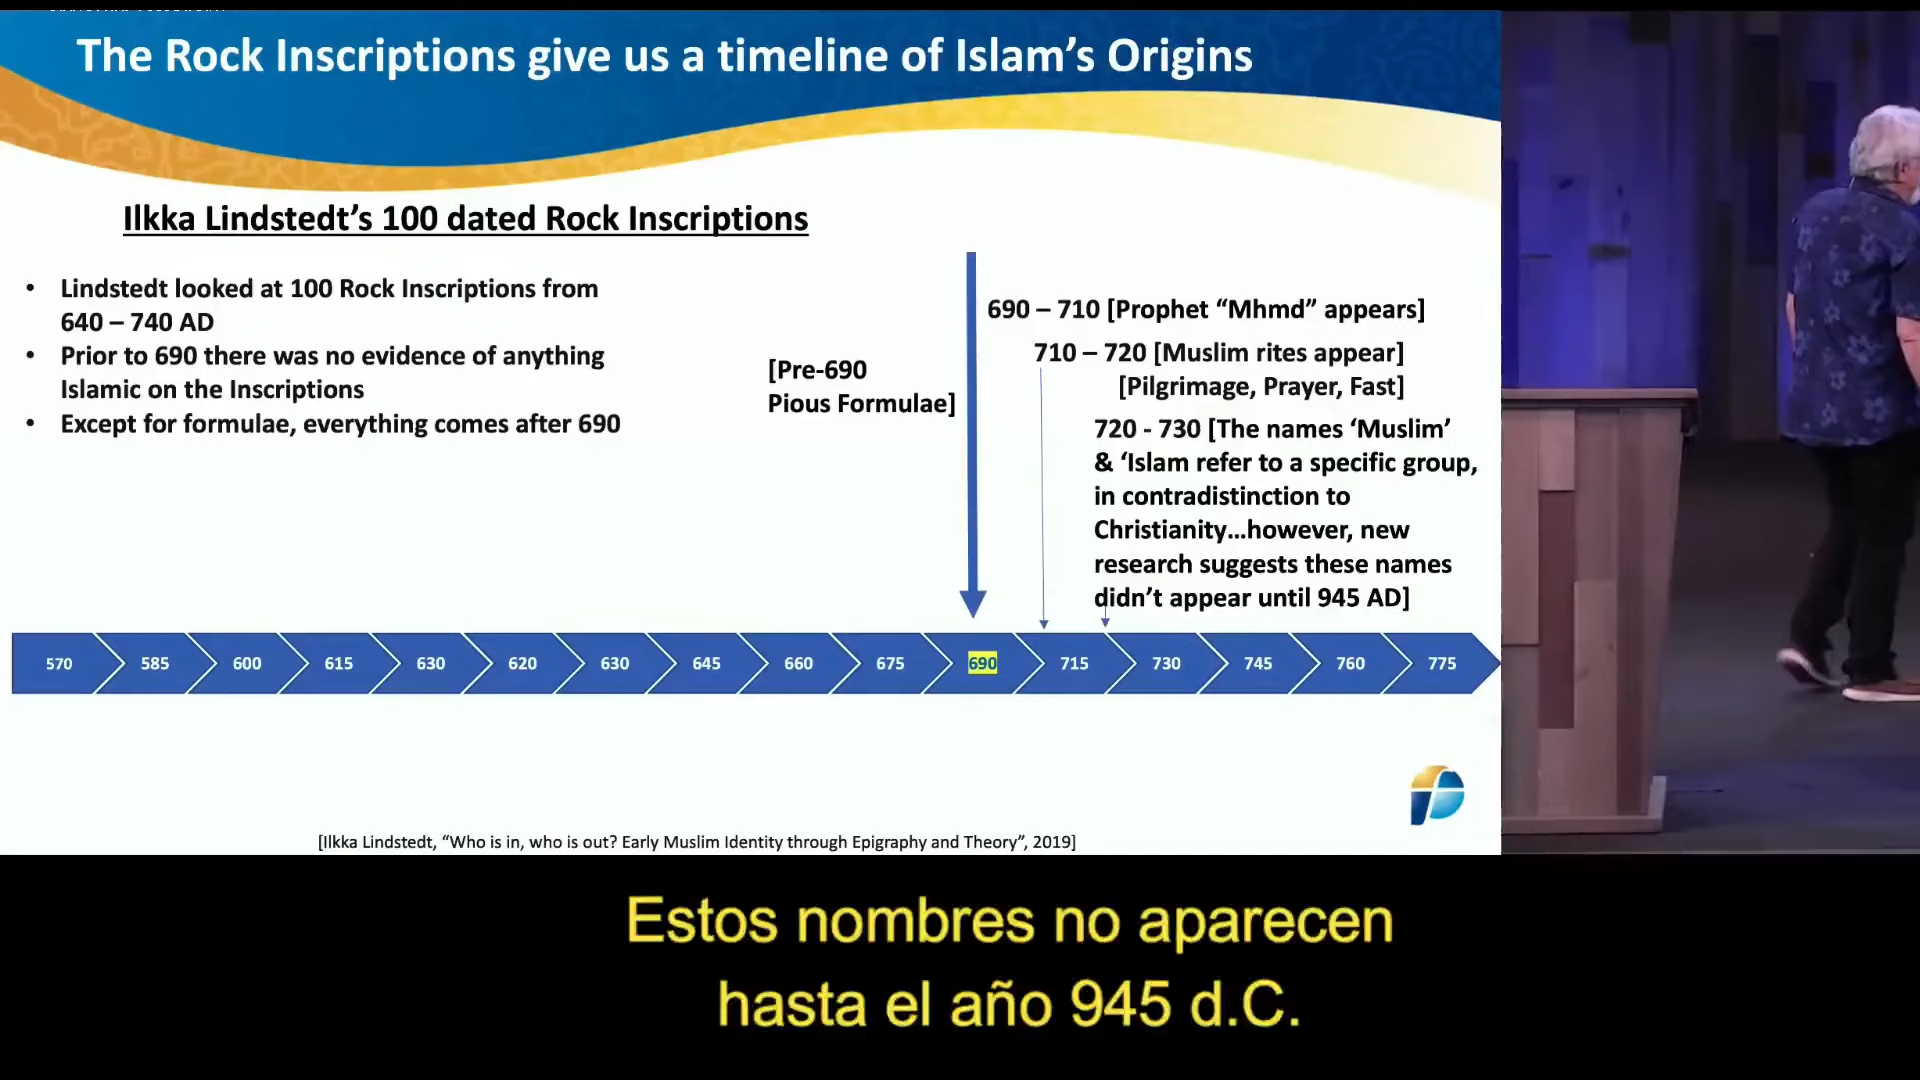 The Rock Inscriptions give us a timeline of Islam's Origins
Ilkka Lindstedt's 100 dated Rock Inscriptions
• Lindstedt looked at 100 Rock Inscriptions from
640 – 740 AD
• Prior to 690 there was no evidence of anything
Islamic on the Inscriptions
• Except for formulae, everything comes after 690
[Pre-690
Pious Formulae]
690 – 710 [Prophet “Mhmd” appears]
710 – 720 [Muslim rites appear]
[Pilgrimage, Prayer, Fast]
720 - 730 [The names ‘Muslim’
& ‘Islam refer to a specific group,
in contradistinction to
Christianity...however, new
research suggests these names
didn't appear until 945 AD]
570 585 600 615 630 620 630 645 660 675 690 715 730 745 760 775
[Ilkka Lindstedt, “Who is in, who is out? Early Muslim Identity through Epigraphy and Theory”, 2019]
Estos nombres no aparecen
hasta el año 945 d.C.